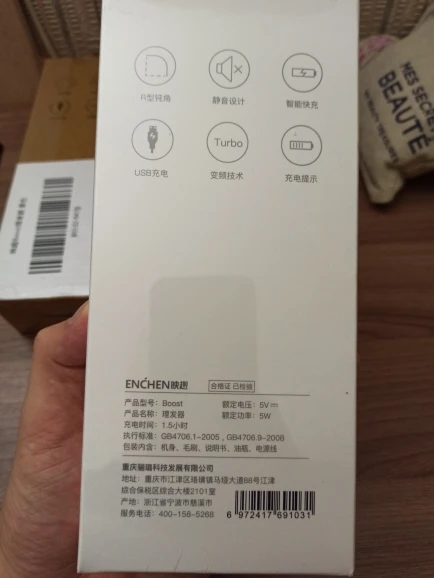 R型钝角
静音设计
智能快充
USB充电
Turbo
变频技术
充电提示
MES SECRE
BEAUTÉ
ENCHEN映趣
合格证 已检验
产品型号：Boost
额定电压：5V
产品名称：理发器
额定功率：5W
充电时间：1.5小时
执行标准：GB4706.1-2005，GB4706.9-2008
包装内含：机身、毛刷、说明书、油瓶、电源线
科技发展有限公司
地址：重庆市江津区珞璜镇马垭大道B8号江津
综合保税区综合大楼2101室
产地：浙江省宁波市慈溪市
服务电话：400-158-5268
6 972417 691031